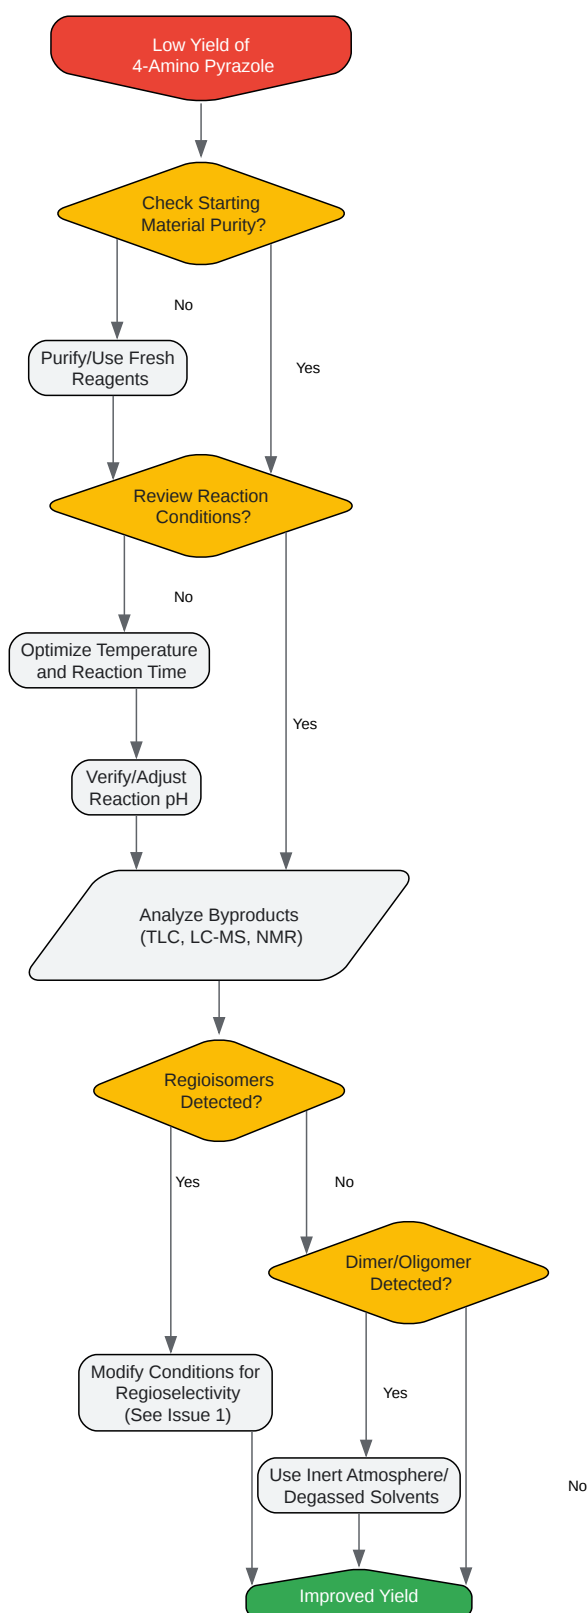 Low Yield of
4-Amino Pyrazole
Check Starting
Material Purity?
No
Purify/Use Fresh
Reagents
Yes
Review Reaction
Conditions?
No
Optimize Temperature
and Reaction Time
Yes
Verify/Adjust
Reaction pH
Analyze Byproducts
(TLC, LC-MS, NMR)
Regioisomers
Detected?
Yes
No
Dimer/Oligomer
Detected?
Modify Conditions for
Regioselectivity
(See Issue 1)
Yes
Use Inert Atmosphere/
Degassed Solvents
No
Improved Yield